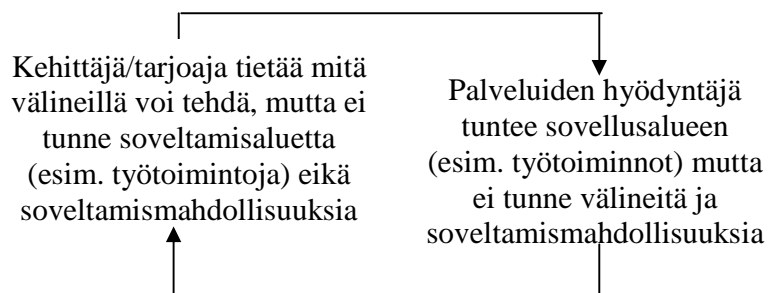 Kehittäjä/tarjoaja tietää mitä
välineillä voi tehdä, mutta ei
tunne soveltamisaluetta
(esim. työtoimintoja) eikä
soveltamismahdollisuuksia
Palveluiden hyödyntäjä
tuntee sovellusalueen
(esim. työtoiminnot) mutta
ei tunne välineitä ja
soveltamismahdollisuuksia